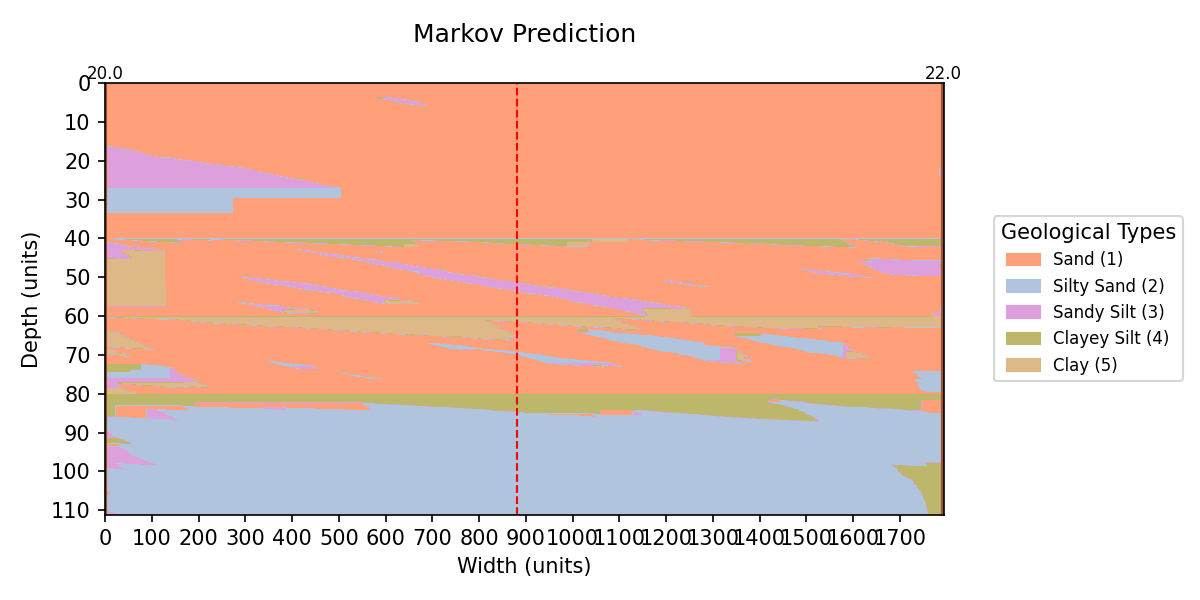 Markov Prediction
20.0
22.0
0
10
20
30
40
50
60
70
80
90
100
110
Depth (units)
0 100 200 300 400 500 600 700 800 900 1000 1100 1200 1300 1400 1500 1600 1700
Width (units)
Geological Types
Sand (1)
Silty Sand (2)
Sandy Silt (3)
Clayey Silt (4)
Clay (5)